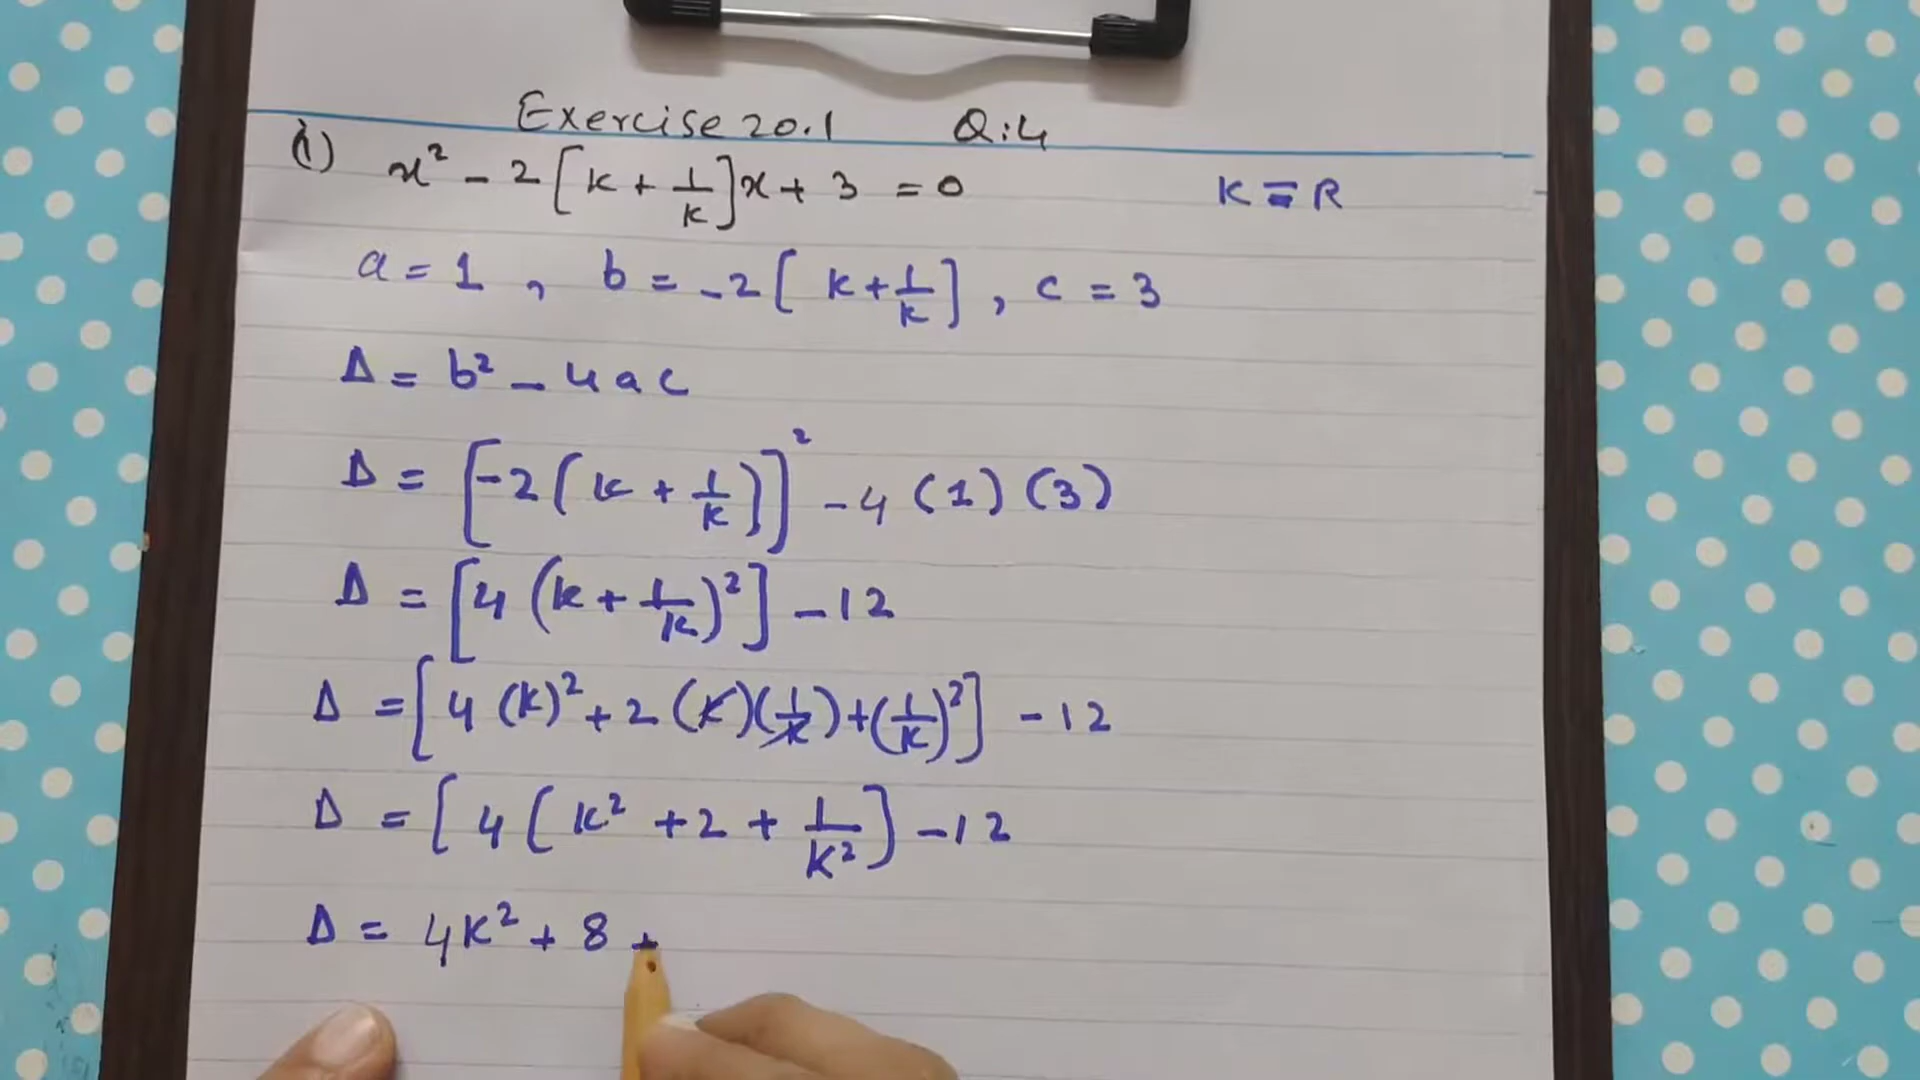 Exercise 20.1 Q:4
(i) x² - 2[k + 1/k]x + 3 = 0 K = R
a = 1, b = -2[k + 1/k], c = 3
Δ = b² - 4ac
Δ = [-2(k + 1/k)]² - 4(1)(3)
Δ = [4(k + 1/k)²] - 12
Δ = [4(k)² + 2(k)(1/k) + (1/k)²] - 12
Δ = [4(k² + 2 + 1/k²] - 12
Δ = 4k² + 8 +